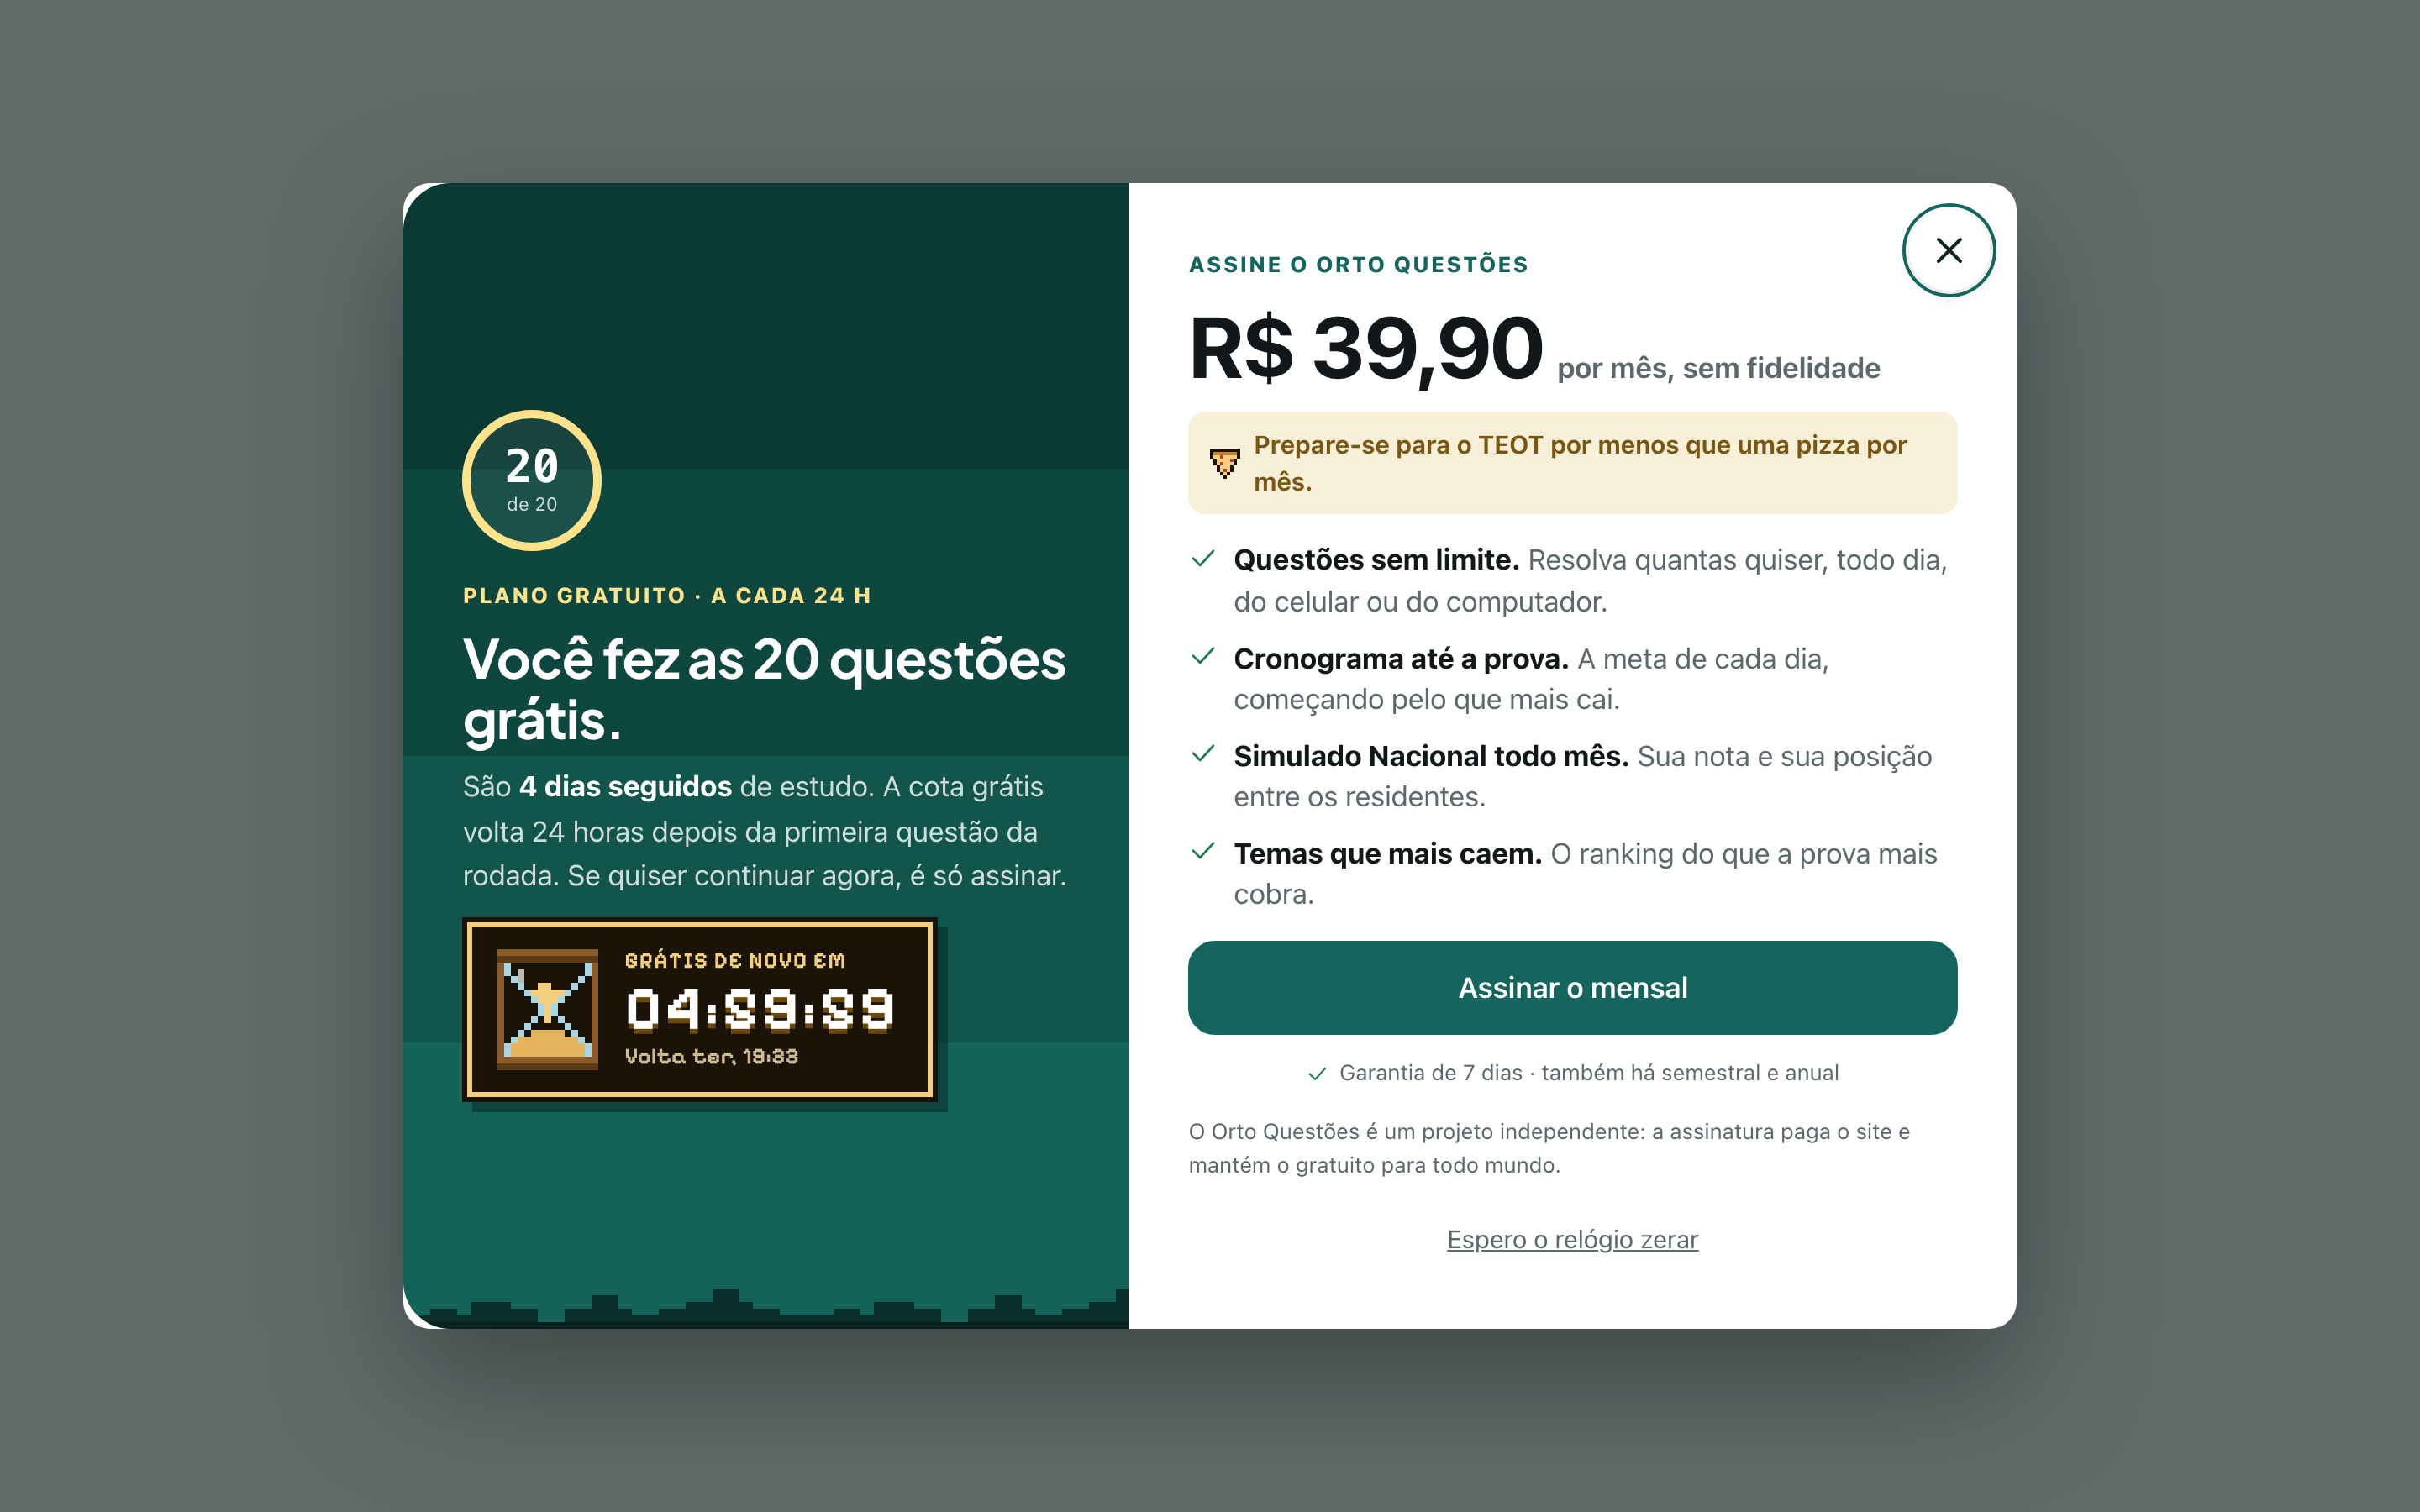 20
de 20
PLANO GRATUITO · A CADA 24 H
Você fez as 20 questões
grátis.
São 4 dias seguidos de estudo. A cota grátis
volta 24 horas depois da primeira questão da
rodada. Se quiser continuar agora, é só assinar.
GRÁTIS DE NOVO EM
04:59:59
Volta ter, 19:33
ASSINE O ORTO QUESTÕES
R$ 39,90 por mês, sem fidelidade
Prepare-se para o TEOT por menos que uma pizza por
mês.
Questões sem limite. Resolva quantas quiser, todo dia,
do celular ou do computador.
Cronograma até a prova. A meta de cada dia,
começando pelo que mais cai.
Simulado Nacional todo mês. Sua nota e sua posição
entre os residentes.
Temas que mais caem. O ranking do que a prova mais
cobra.
Assinar o mensal
Garantia de 7 dias · também há semestral e anual
O Orto Questões é um projeto independente: a assinatura paga o site e
mantém o gratuito para todo mundo.
Espero o relógio zerar